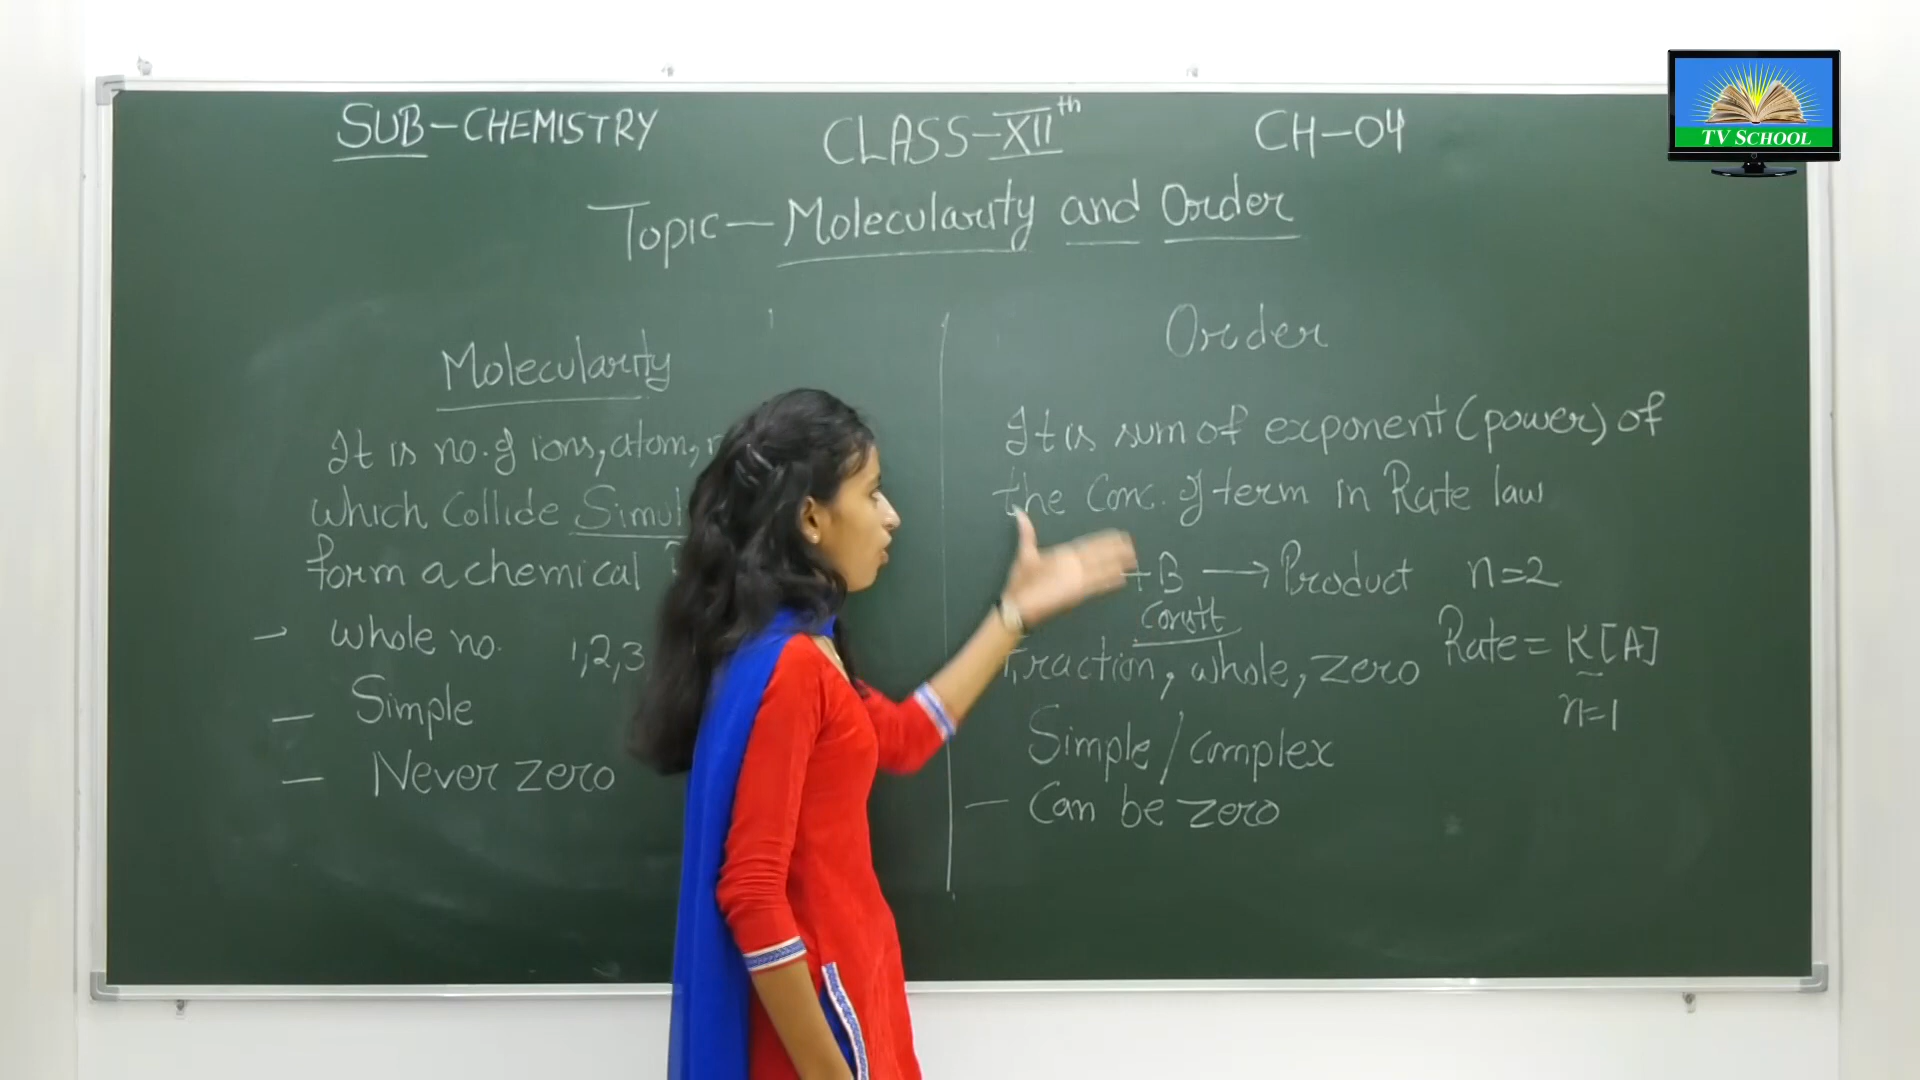 SUB-CHEMISTRY CLASS-XIIth CH-04
TV SCHOOL
TOPIC-Molecularity and Order
Molecularity
It is no. of ions, atom,
which collide
form a chemical
whole no. 1,2,3
- Simple
- Never zero
Order
It is sum of exponent (power) of
the Conc. of term in Rate law
+B → Product n=2
Constt
Rate = K[A]
Fraction, whole, zero
n=1
Simple/complex
- Can be zero